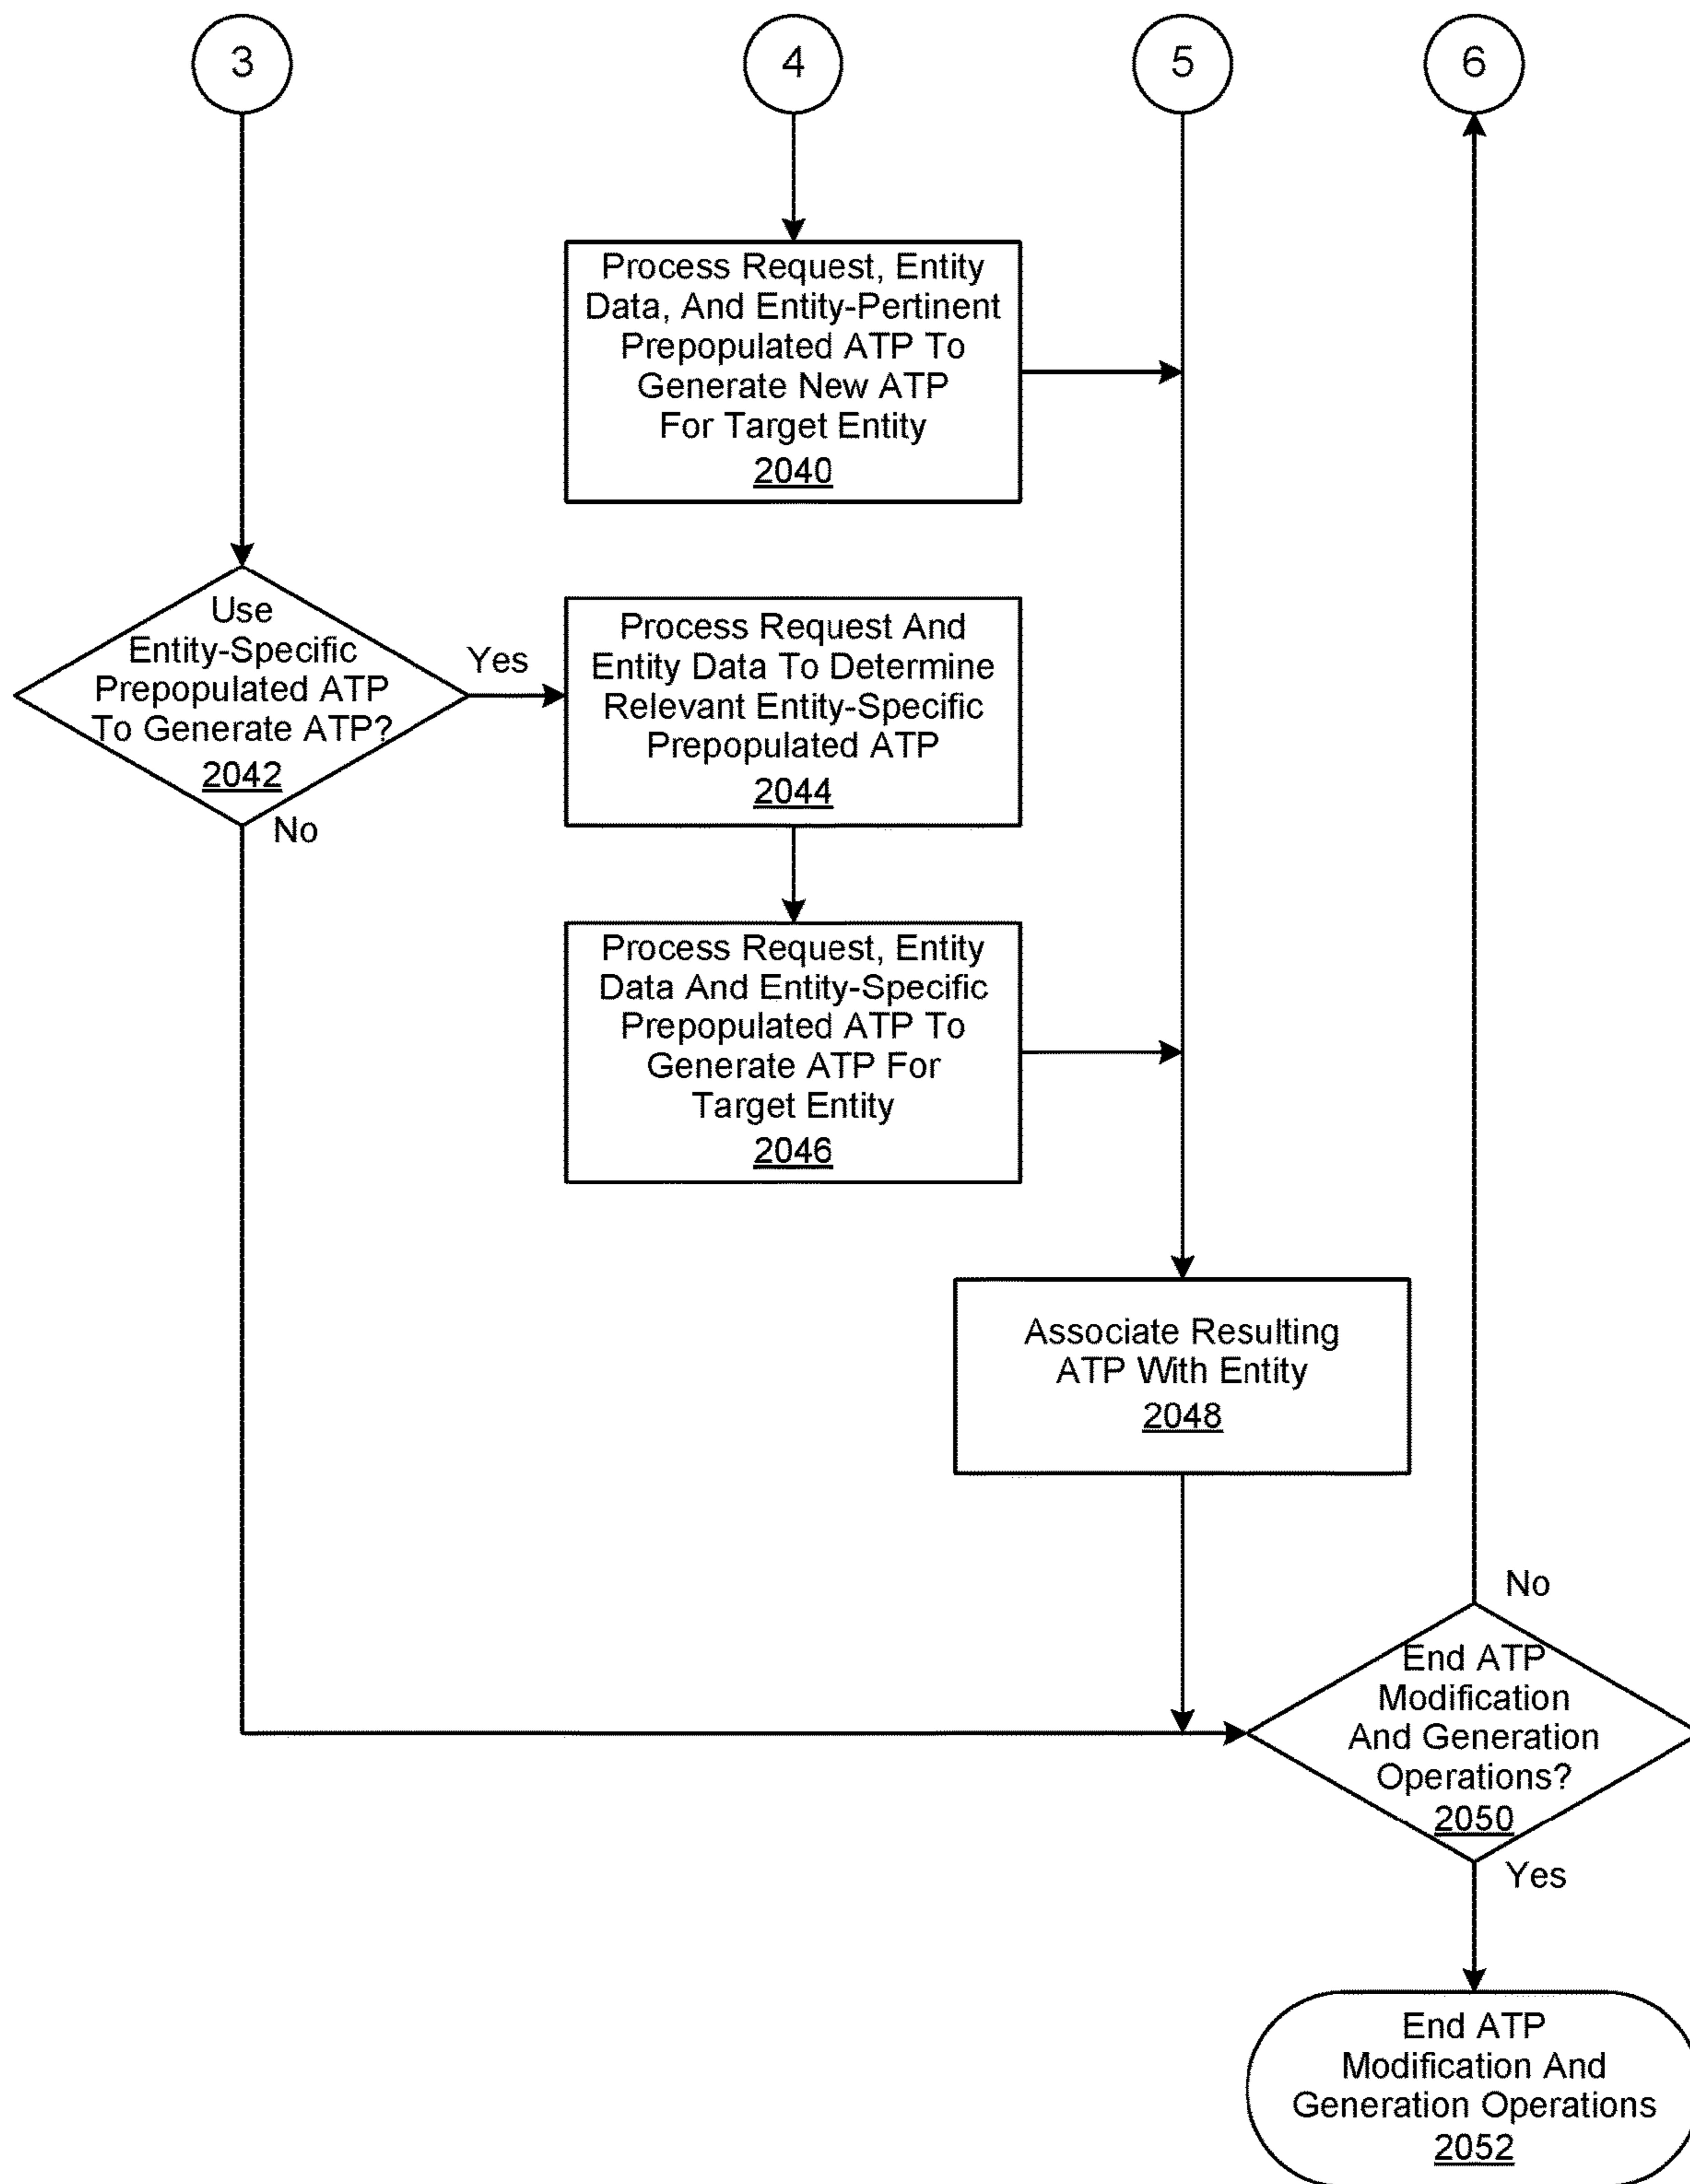 3
4
5
6
Process Request, Entity
Data, And Entity-Pertinent
Prepopulated ATP To
Generate New ATP
For Target Entity
2040
Use
Entity-Specific
Prepopulated ATP
To Generate ATP?
2042
Yes
No
Process Request And
Entity Data To Determine
Relevant Entity-Specific
Prepopulated ATP
2044
Process Request, Entity
Data And Entity-Specific
Prepopulated ATP To
Generate ATP For
Target Entity
2046
Associate Resulting
ATP With Entity
2048
No
End ATP
Modification
And Generation
Operations?
2050
Yes
End ATP
Modification And
Generation Operations
2052